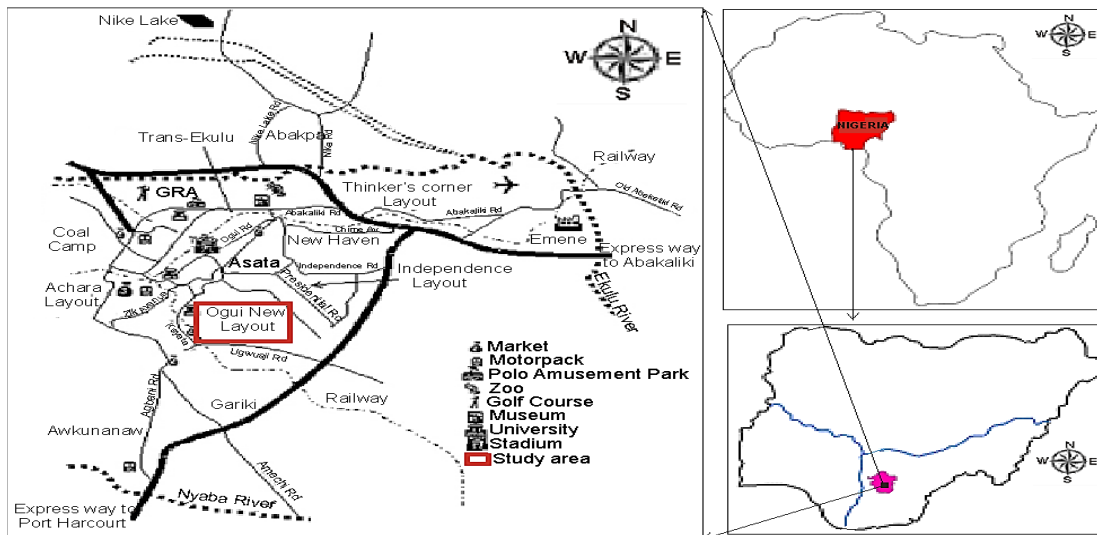 Nike Lake
N
W
E
S
Trans-Ekulu
Nike Lake Rd
Abakpa
Nike Rd
Railway
GRA
Thinker's corner
Layout
Old Abakaliki Rd
Abakaliki Rd
Abakaliki Rd
Coal
Camp
Ogui Rd
Chime Av.
New Haven
Emene
Express way
to Abakaliki
Asata
Independence Rd
Independence
Layout
Achara
Layout
Zik Avenue
Presidential Rd
Ekulu River
Ogui New
Layout
Ugwuaji Rd
Agbani Rd
Gariki
Railway
Awkunanaw
Amechi Rd
Nyaba River
Express way to
Port Harcourt
Market
Motorpack
Polo Amusement Park
Zoo
Golf Course
Museum
University
Stadium
Study area
N
W
E
S
NIGERIA
N
W
E
S